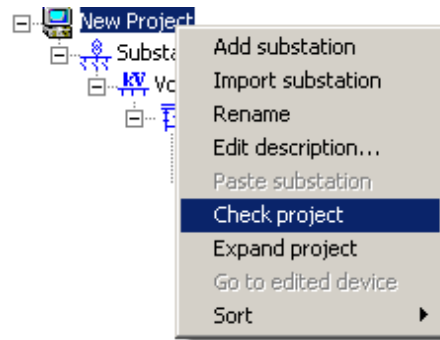 New Project
Substa
KV Vo
Add substation
Import substation
Rename
Edit description...
Paste substation
Check project
Expand project
Go to edited device
Sort